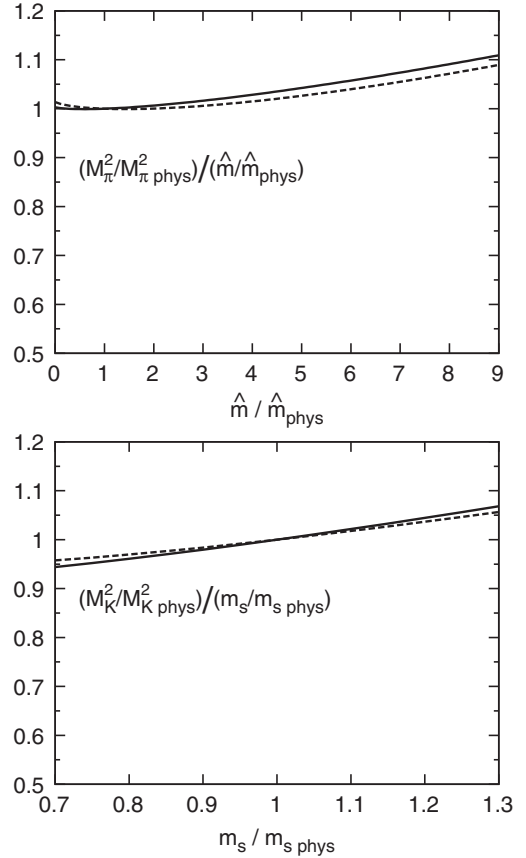 1.2
1.1
1
0.9
0.8
0.7
0.6
0.5
(M²π/M²π phys)/(m̂/m̂phys)
0 1 2 3 4 5 6 7 8 9
m̂ / m̂phys
1.2
1.1
1
0.9
0.8
0.7
0.6
0.5
(M²K/M²K phys)/(ms/ms phys)
0.7 0.8 0.9 1 1.1 1.2 1.3
ms / ms phys